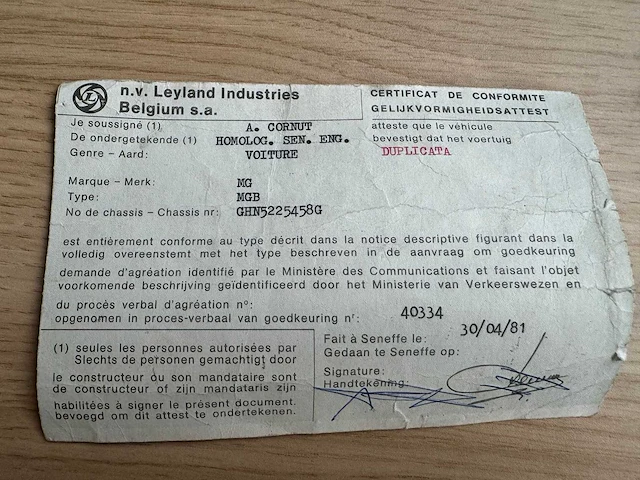 L
n.v. Leyland Industries
Belgium s.a.
CERTIFICAT DE CONFORMITE
GELIJKVORMIGHEIDSATTEST
Je soussigné (1) A. CORNUT atteste que le véhicule
De ondergetekende (1) HOMOLOG. SEN. ENG. bevestigt dat het voertuig
Genre - Aard: VOITURE DUPLICATA
Marque - Merk: MG
Type: MGB
No de chassis - Chassis nr: GHN5225458G
est entièrement conforme au type décrit dans la notice descriptive figurant dans la
volledig overeenstemt met het type beschreven in de aanvraag om goedkeuring
demande d'agréation identifié par le Ministère des Communications et faisant l'objet
voorkomende beschrijving geïdentificeerd door het Ministerie van Verkeerswezen en
du procès verbal d'agréation nº:
opgenomen in proces-verbaal van goedkeuring nr: 40334
Fait à Seneffe le: 30/04/81
Gedaan te Seneffe op:
Signature:
Handtekening:
(1) seules les personnes autorisées par
Slechts de personen gemachtigt door
le constructeur ou son mandataire sont
de constructeur of zijn mandataris zijn
habilitées à signer le présent document.
bevoegd om dit attest te ondertekenen.